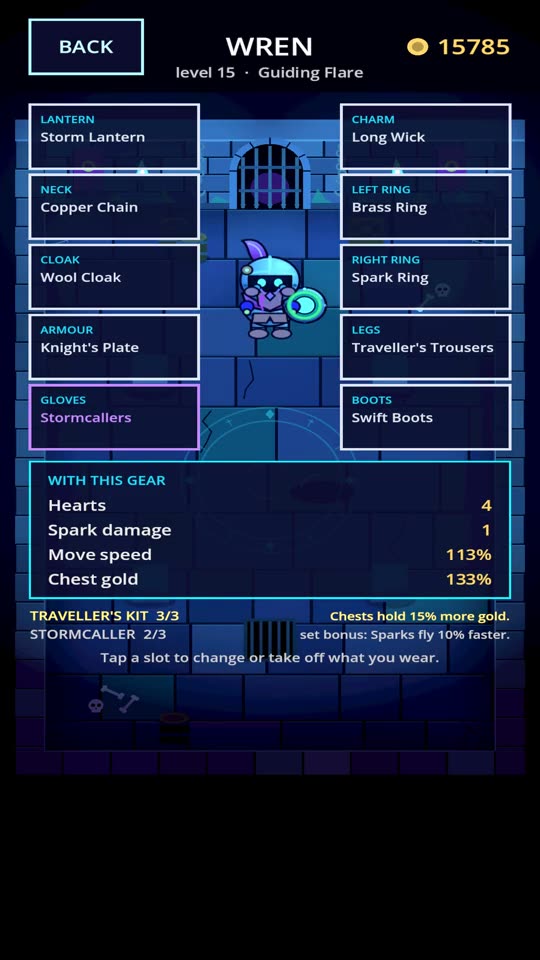 BACK
WREN
15785
level 15 · Guiding Flare
LANTERN
Storm Lantern
CHARM
Long Wick
NECK
Copper Chain
LEFT RING
Brass Ring
CLOAK
Wool Cloak
RIGHT RING
Spark Ring
ARMOUR
Knight's Plate
LEGS
Traveller's Trousers
GLOVES
Stormcallers
BOOTS
Swift Boots
WITH THIS GEAR
Hearts 4
Spark damage 1
Move speed 113%
Chest gold 133%
TRAVELLER'S KIT 3/3 Chests hold 15% more gold.
STORMCALLER 2/3 set bonus: Sparks fly 10% faster.
Tap a slot to change or take off what you wear.